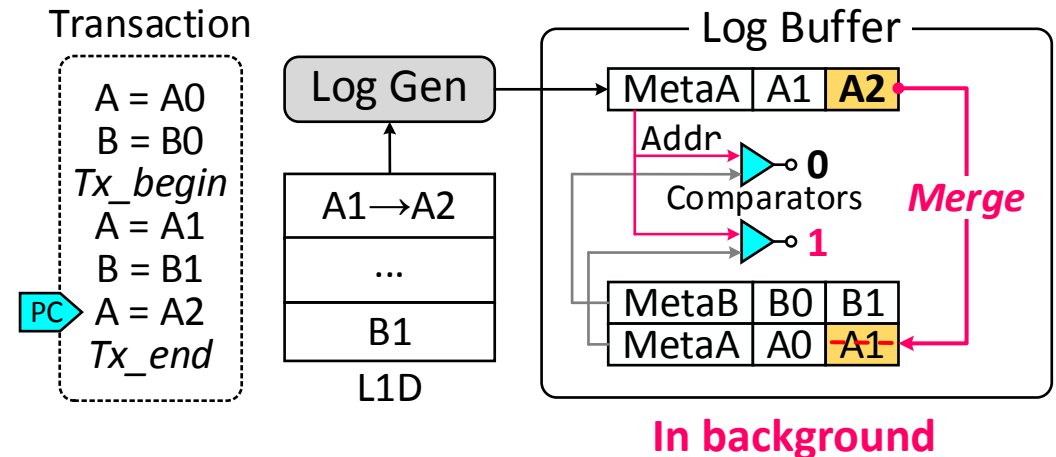 Transaction
A = A0
B = B0
Tx_begin
A = A1
B = B1
PC
A = A2
Tx_end
Log Gen
A1→A2
...
B1
L1D
Log Buffer
MetaA A1 A2
Addr
0
Comparators
1
Merge
MetaB B0 B1
MetaA A0 A1
In background